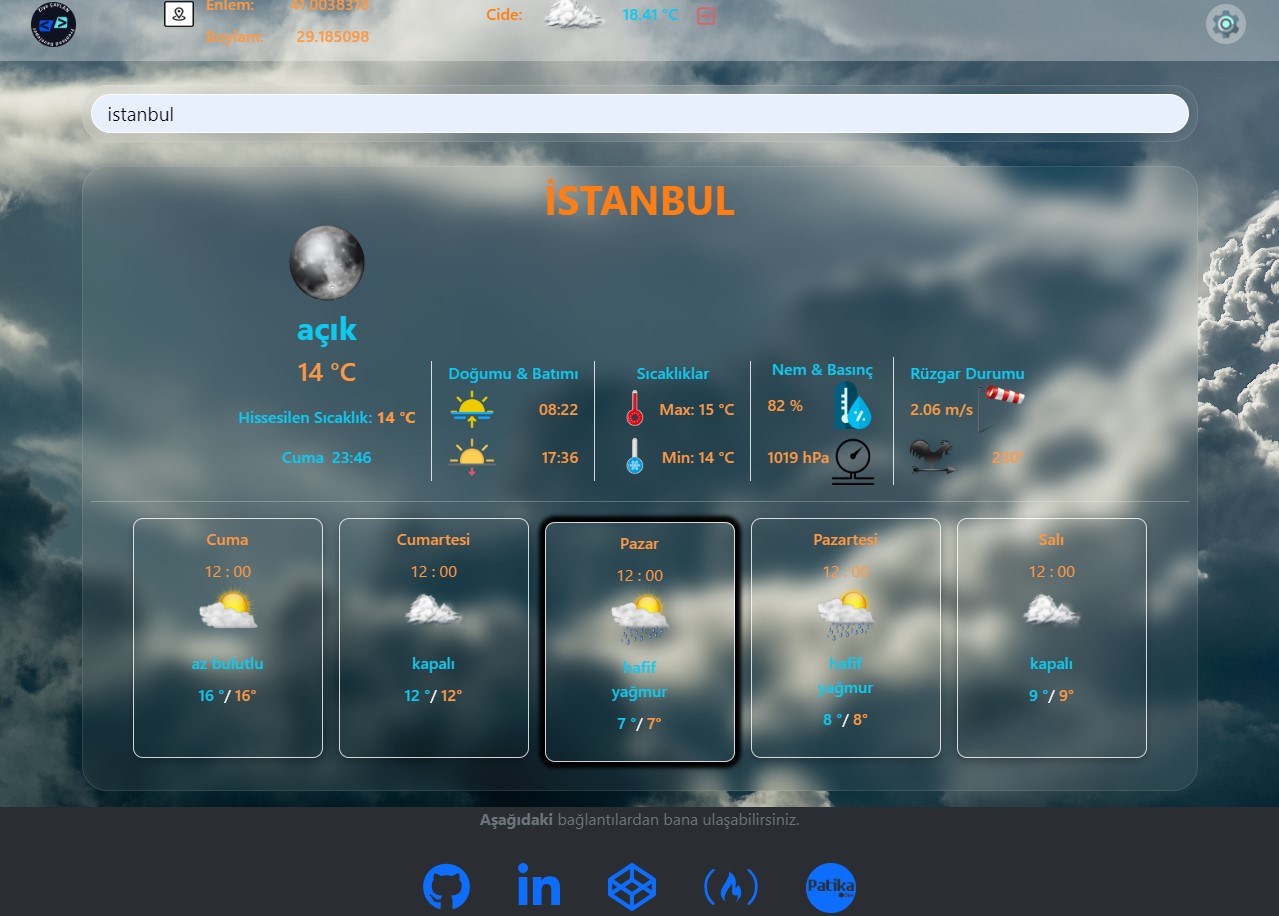 Enlem: 41.0038378
Boylam: 29.185098
Cide: 18.41 °C
istanbul
İSTANBUL
açık
14 °C
Hissesilen Sıcaklık: 14 °C
Cuma 23:46
Doğumu & Batımı
08:22
17:36
Sıcaklıklar
Max: 15 °C
Min: 14 °C
Nem & Basınç
82 %
1019 hPa
Rüzgar Durumu
2.06 m/s
230°
Cuma
12 : 00
az bulutlu
16 °/ 16°
Cumartesi
12 : 00
kapalı
12 °/ 12°
Pazar
12 : 00
hafif
yağmur
7 °/ 7°
Pazartesi
12 : 00
hafif
yağmur
8 °/ 8°
Salı
12 : 00
kapalı
9 °/ 9°
Aşağıdaki bağlantılardan bana ulaşabilirsiniz.
in
Patika